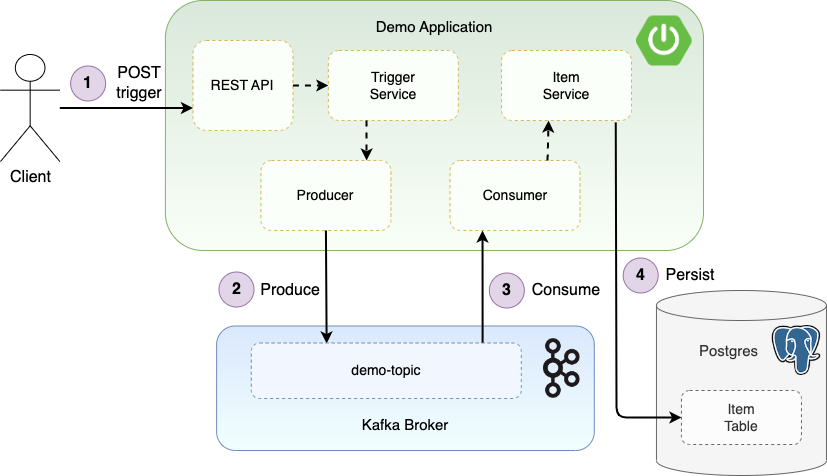 Demo Application
1
POST
trigger
REST API
Trigger
Service
Item
Service
Client
Producer
Consumer
2
Produce
3
Consume
4
Persist
demo-topic
Kafka Broker
Postgres
Item
Table